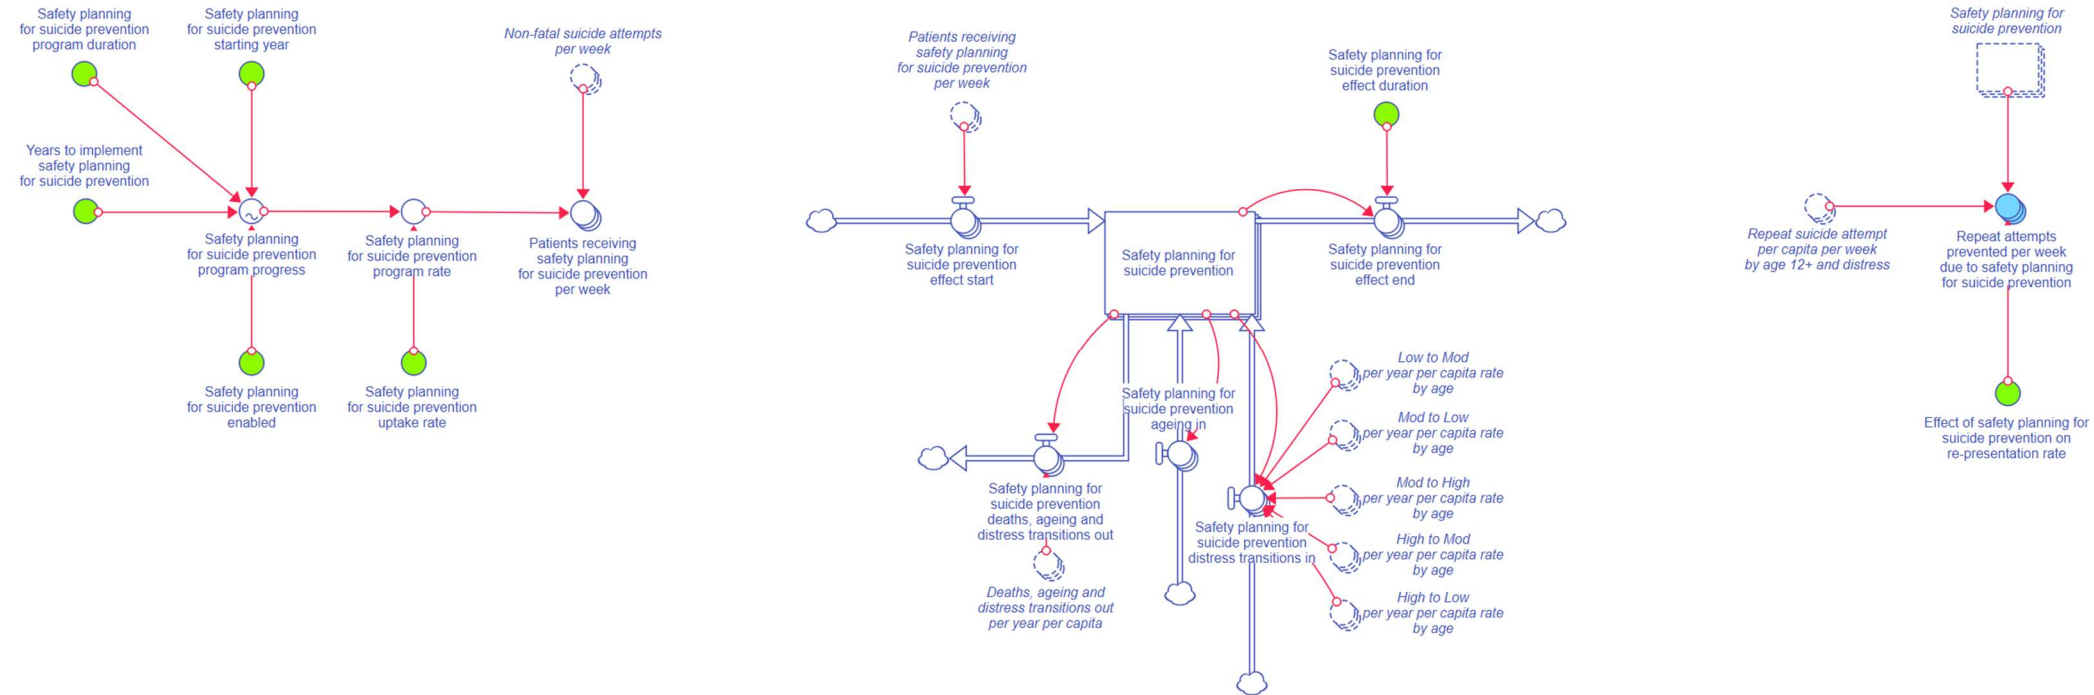 Safety planning
for suicide prevention
program duration
Safety planning
for suicide prevention
starting year
Non-fatal suicide attempts
per week
Years to implement
safety planning
for suicide prevention
Safety planning
for suicide prevention
program progress
Safety planning
for suicide prevention
program rate
Patients receiving
safety planning
for suicide prevention
per week
Safety planning
for suicide prevention
enabled
Safety planning
for suicide prevention
uptake rate
Patients receiving
safety planning
for suicide prevention
per week
Safety planning for
suicide prevention
effect duration
Safety planning for
suicide prevention
effect start
Safety planning for
suicide prevention
Safety planning for
suicide prevention
effect end
Safety planning for
suicide prevention
ageing in
Safety planning for
suicide prevention
deaths, ageing and
distress transitions out
Deaths, ageing and
distress transitions out
per year per capita
Safety planning for
suicide prevention
distress transitions in
Low to Mod
per year per capita rate
by age
Mod to Low
per year per capita rate
by age
Mod to High
per year per capita rate
by age
High to Mod
per year per capita rate
by age
High to Low
per year per capita rate
by age
Safety planning for
suicide prevention
Repeat suicide attempt
per capita per week
by age 12+ and distress
Repeat attempts
prevented per week
due to safety planning
for suicide prevention
Effect of safety planning for
suicide prevention on
re-presentation rate